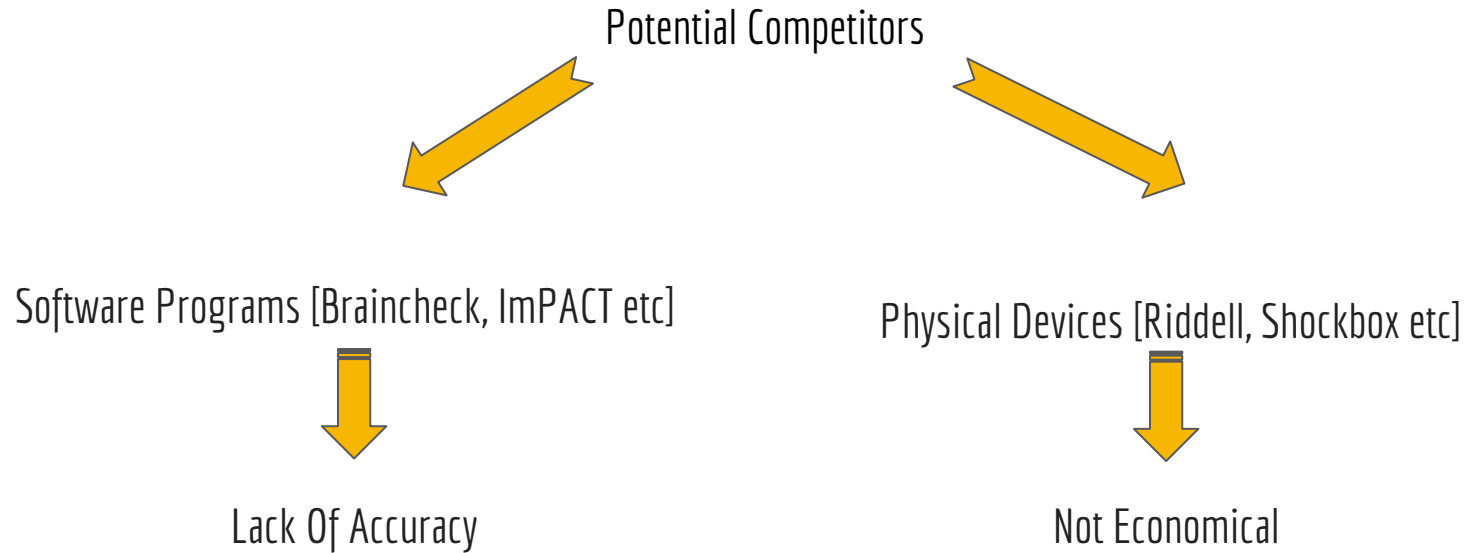 Potential Competitors
Software Programs [Braincheck, ImPACT etc]
Physical Devices [Riddell, Shockbox etc]
Lack Of Accuracy
Not Economical